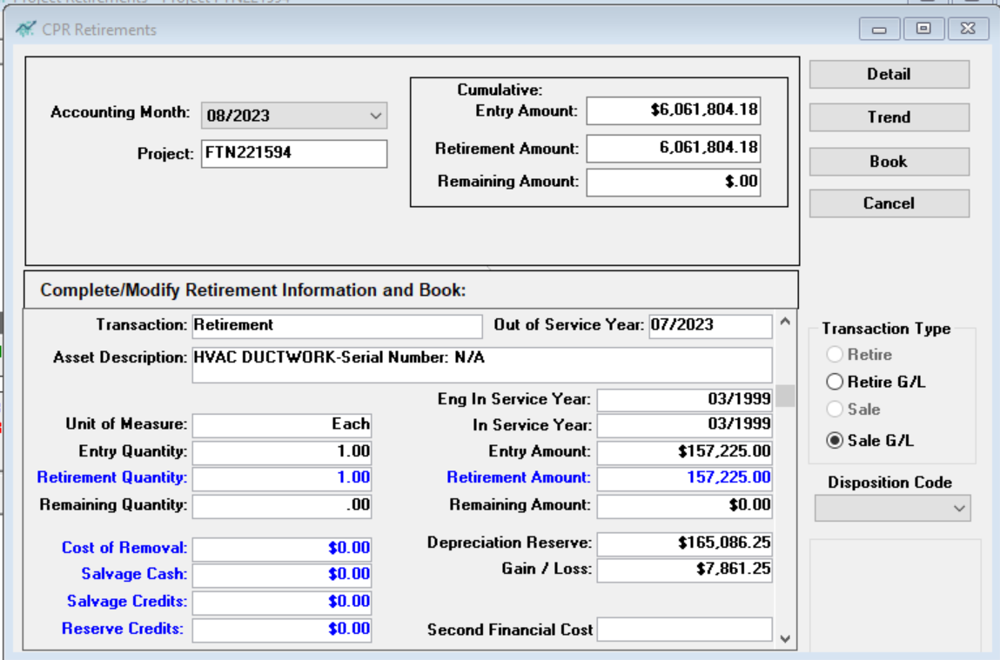 Project Retirements - Project FTN221594
CPR Retirements
Accounting Month: 08/2023
Project: FTN221594
Cumulative:
Entry Amount: $6,061,804.18
Retirement Amount: 6,061,804.18
Remaining Amount: $.00
Detail
Trend
Book
Cancel
Complete/Modify Retirement Information and Book:
Transaction: Retirement Out of Service Year: 07/2023
Asset Description: HVAC DUCTWORK-Serial Number: N/A
Eng In Service Year: 03/1999
Unit of Measure: Each In Service Year: 03/1999
Entry Quantity: 1.00 Entry Amount: $157,225.00
Retirement Quantity: 1.00 Retirement Amount: 157,225.00
Remaining Quantity: .00 Remaining Amount: $0.00
Cost of Removal: $0.00 Depreciation Reserve: $165,086.25
Salvage Cash: $0.00 Gain / Loss: $7,861.25
Salvage Credits: $0.00
Reserve Credits: $0.00 Second Financial Cost
Transaction Type
Retire
Retire G/L
Sale
Sale G/L
Disposition Code